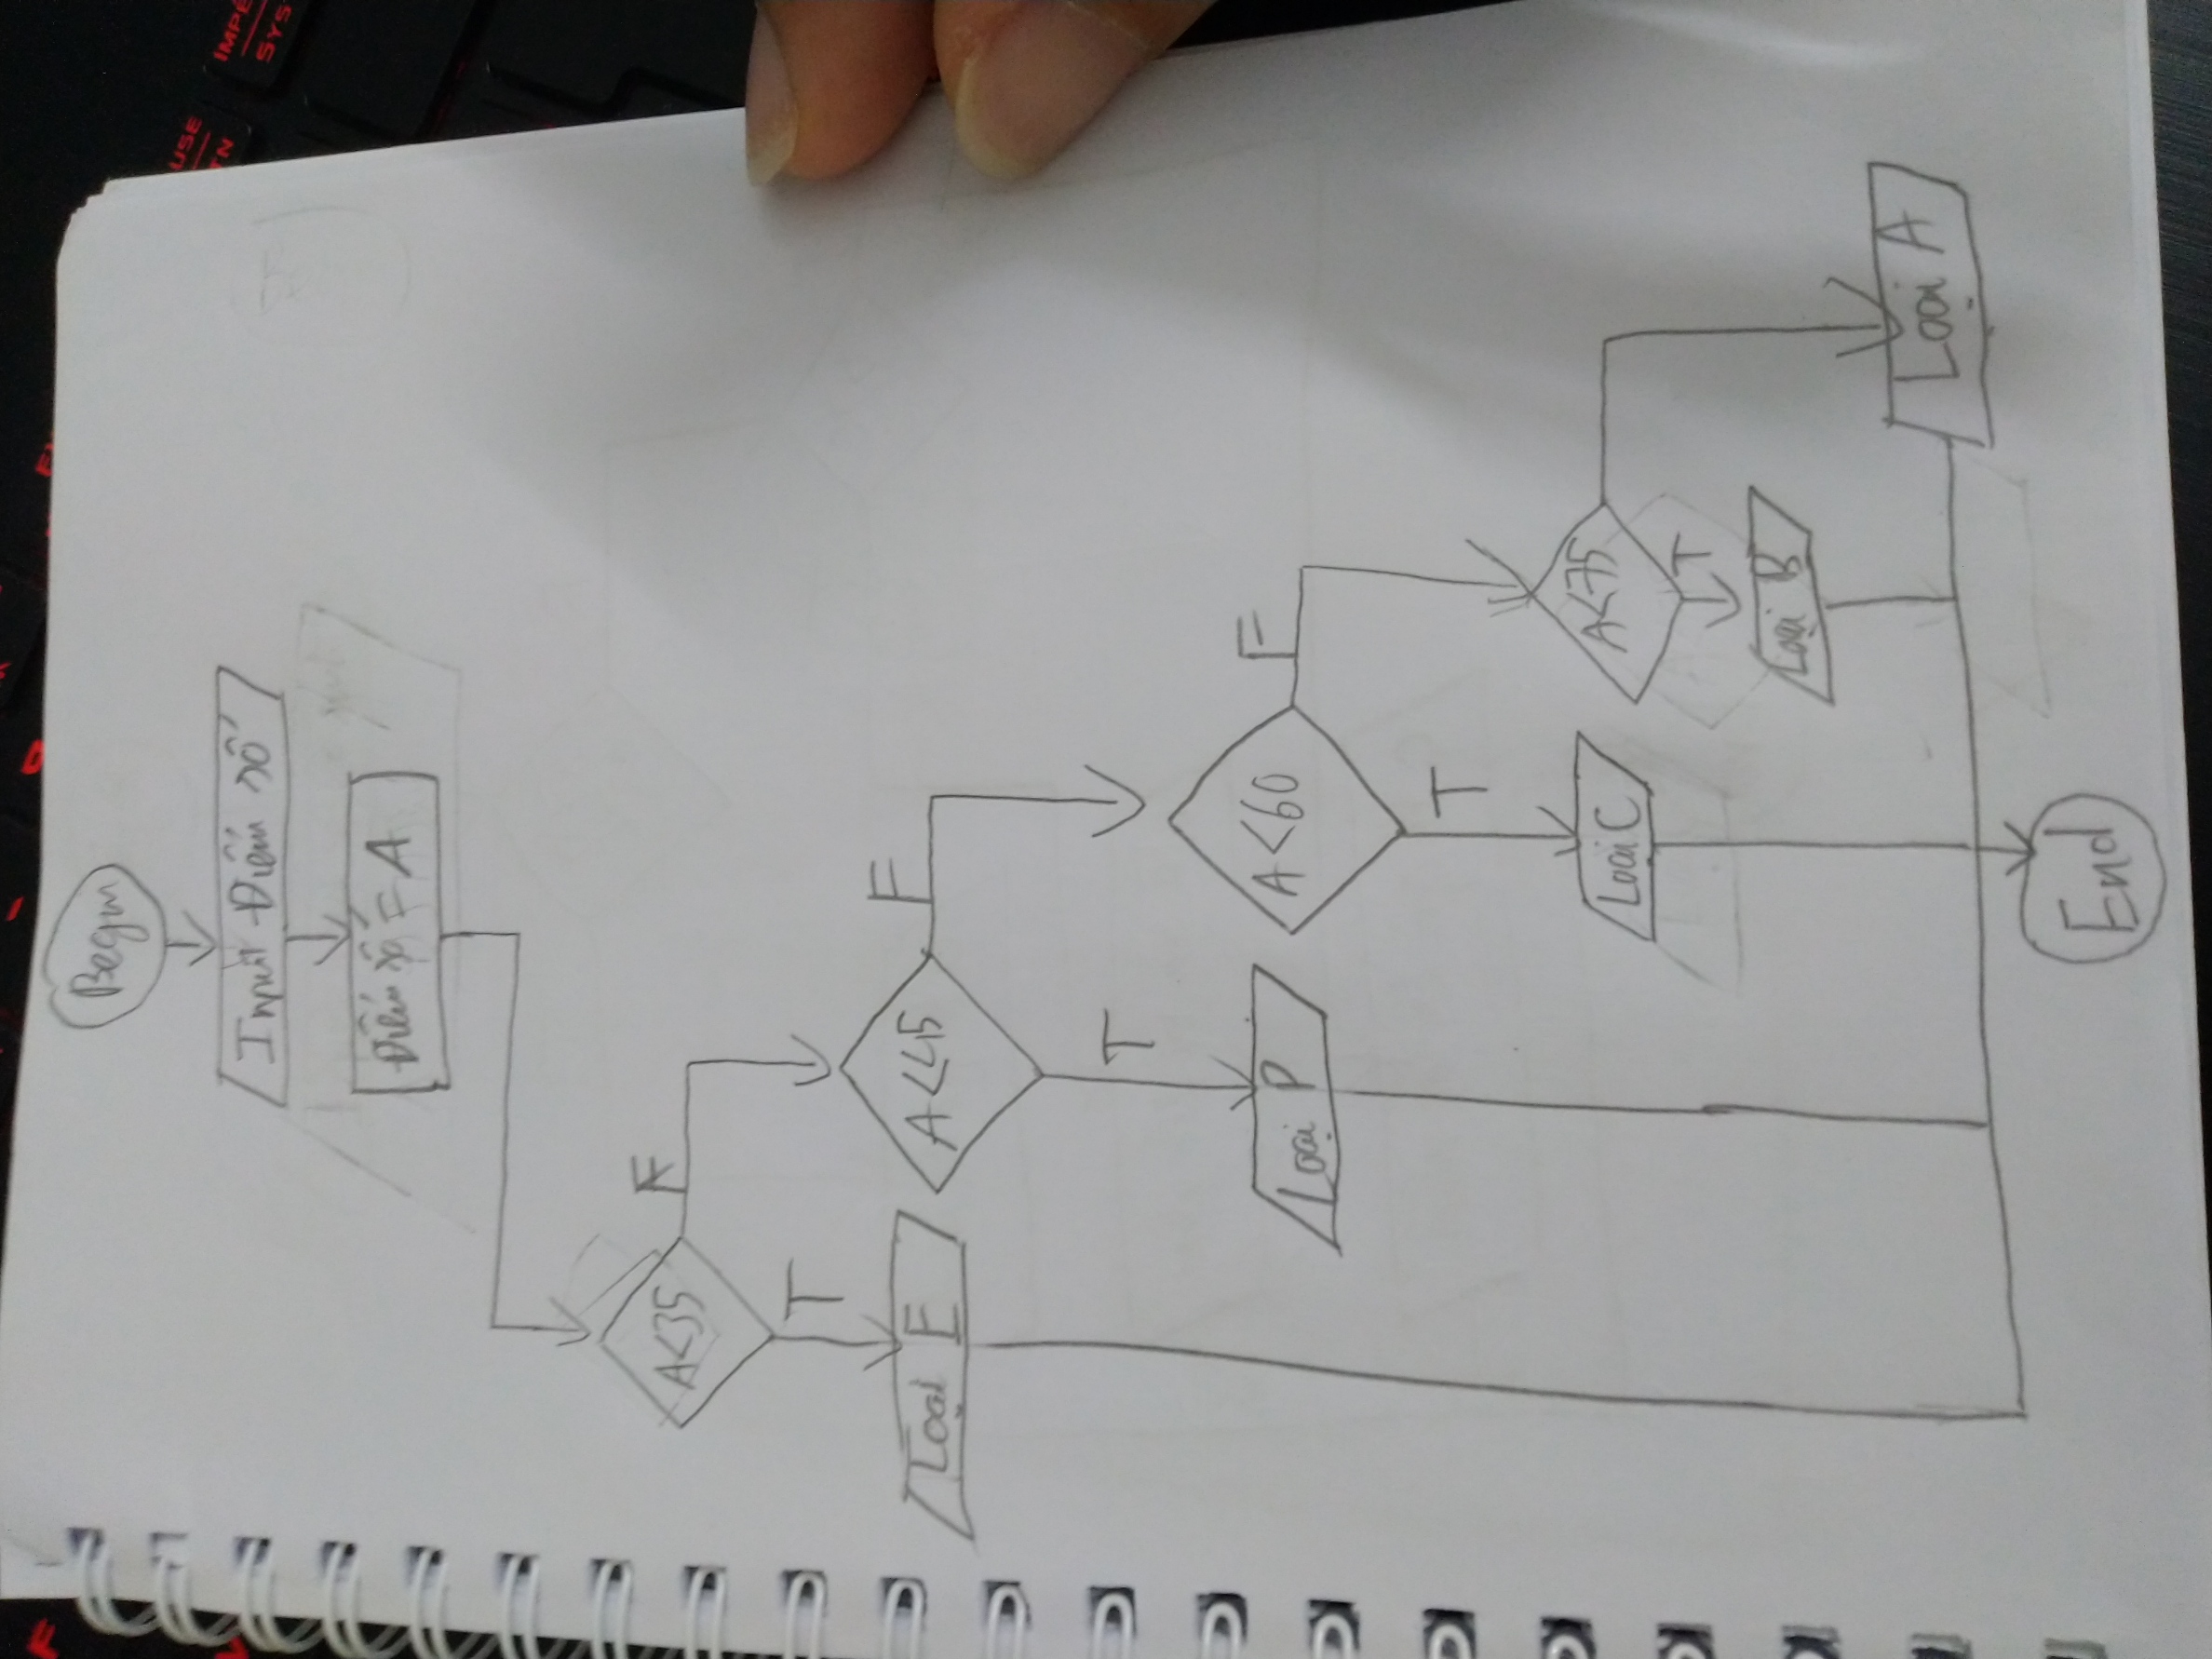 Begin
Input Điểm số
Điểm số = A
A<35
F
T
Loại E
A<45
F
T
Loại P
A<60
F
T
Loại C
A<75
T
Loại B
Loại A
End
USE
TN
IMPÉ
SYS